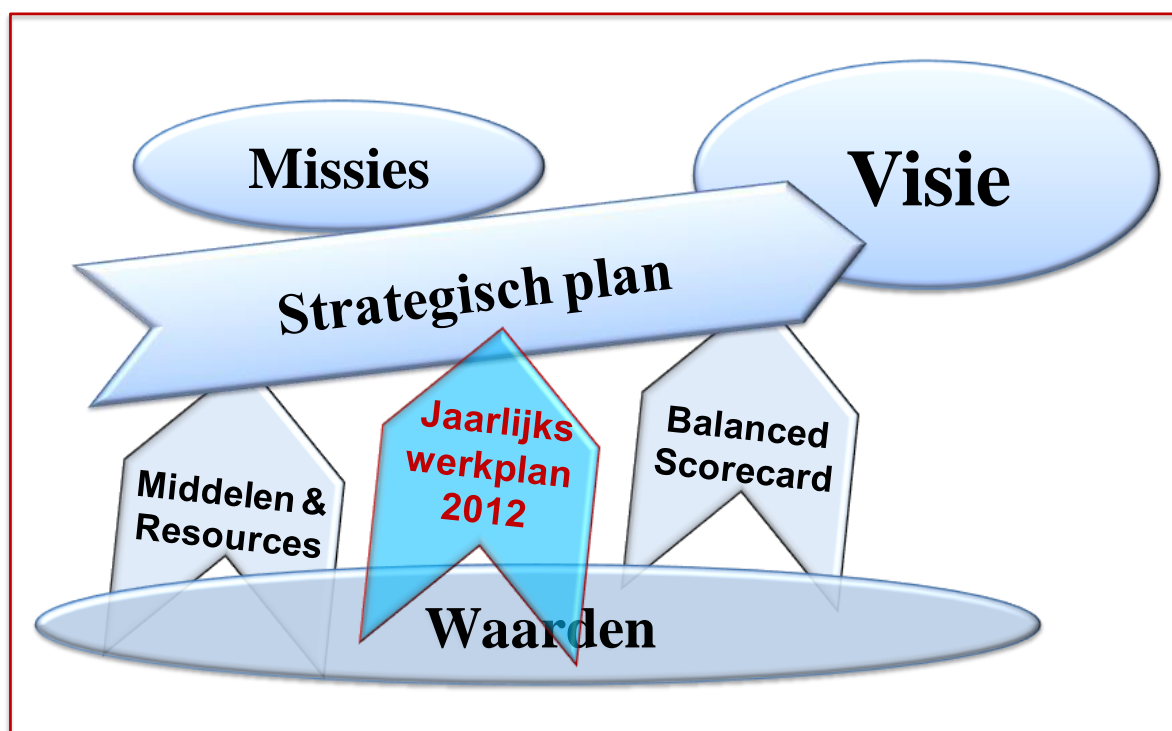 Missies
Visie
Strategisch plan
Jaarlijks
werkplan
2012
Balanced
Scorecard
Middelen &
Resources
Waarden